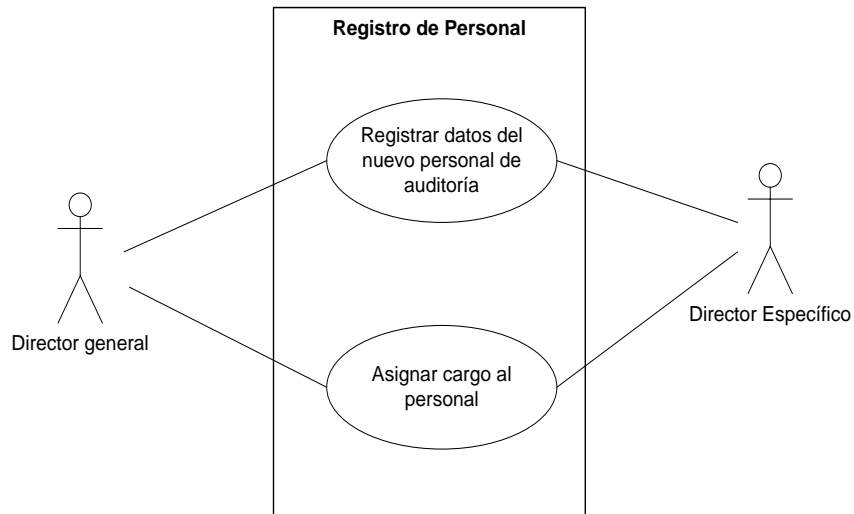 Registro de Personal
Registrar datos del
nuevo personal de
auditoría
Director general
Director Específico
Asignar cargo al
personal